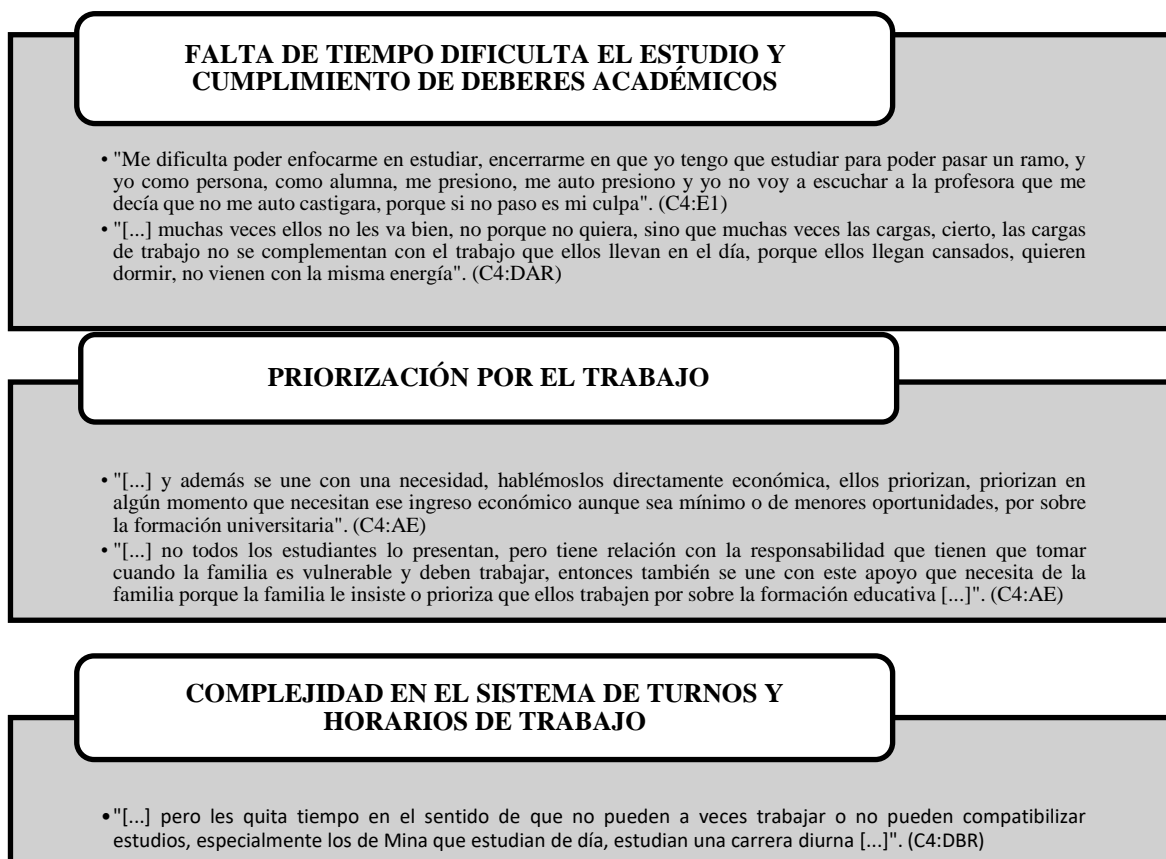 FALTA DE TIEMPO DIFICULTA EL ESTUDIO Y
CUMPLIMIENTO DE DEBERES ACADÉMICOS
• "Me dificulta poder enfocarme en estudiar, encerrarme en que yo tengo que estudiar para poder pasar un ramo, y
yo como persona, como alumna, me presiono, me auto presiono y yo no voy a escuchar a la profesora que me
decía que no me auto castigara, porque si no paso es mi culpa". (C4:E1)
• "[...] muchas veces ellos no les va bien, no porque no quiera, sino que muchas veces las cargas, cierto, las cargas
de trabajo no se complementan con el trabajo que ellos llevan en el día, porque ellos llegan cansados, quieren
dormir, no vienen con la misma energía". (C4:DAR)
PRIORIZACIÓN POR EL TRABAJO
• "[...] y además se une con una necesidad, hablémoslos directamente económica, ellos priorizan, priorizan en
algún momento que necesitan ese ingreso económico aunque sea mínimo o de menores oportunidades, por sobre
la formación universitaria". (C4:AE)
• "[...] no todos los estudiantes lo presentan, pero tiene relación con la responsabilidad que tienen que tomar
cuando la familia es vulnerable y deben trabajar, entonces también se une con este apoyo que necesita de la
familia porque la familia le insiste o prioriza que ellos trabajen por sobre la formación educativa [...]". (C4:AE)
COMPLEJIDAD EN EL SISTEMA DE TURNOS Y
HORARIOS DE TRABAJO
• "[...] pero les quita tiempo en el sentido de que no pueden a veces trabajar o no pueden compatibilizar
estudios, especialmente los de Mina que estudian de día, estudian una carrera diurna [...]". (C4:DBR)